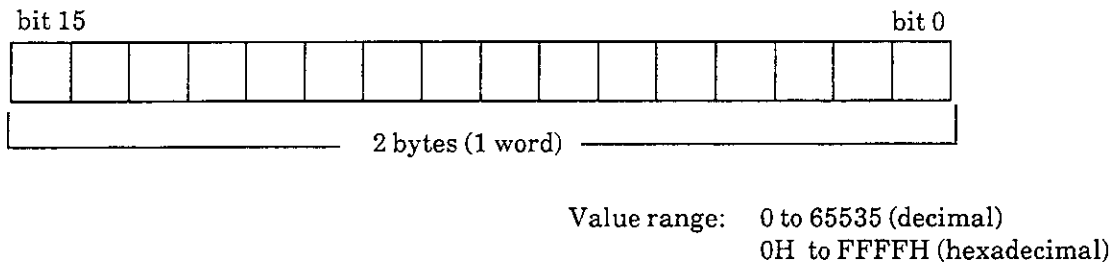 bit 15 bit 0
2 bytes (1 word)
Value range: 0 to 65535 (decimal)
0H to FFFFH (hexadecimal)